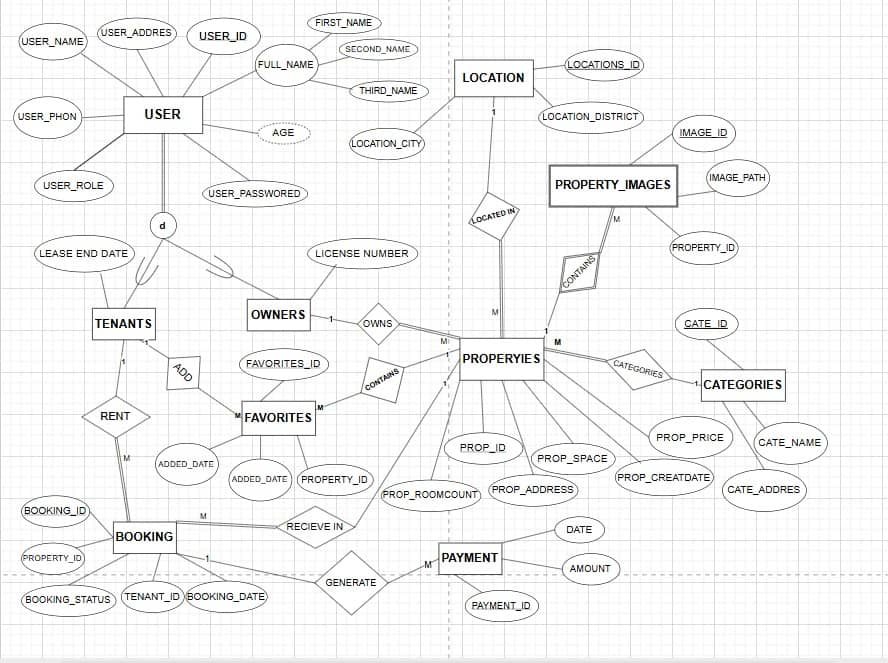 FIRST_NAME
USER_ADDRES
USER_ID
USER_NAME
SECOND_NAME
FULL_NAME
LOCATIONS_ID
LOCATION
THIRD_NAME
USER_PHON
USER
1
LOCATION_DISTRICT
AGE
IMAGE_ID
LOCATION_CITY
IMAGE_PATH
USER_ROLE
PROPERTY_IMAGES
USER_PASSWORED
LOCATED IN
M
d
PROPERTY_ID
LEASE END DATE
LICENSE NUMBER
CONTAINS
M
OWNERS
1
TENANTS
OWNS
CATE_ID
1
M
M
1
1
PROPERYIES
1
FAVORITES_ID
CATEGORIES
ADD
CONTAINS
1
CATEGORIES
1
M
M
RENT
FAVORITES
PROP_PRICE
CATE_NAME
PROP_ID
M
PROP_SPACE
ADDED_DATE
ADDED_DATE
PROPERTY_ID
PROP_CREATDATE
PROP_ROOMCOUNT
PROP_ADDRESS
CATE_ADDRES
BOOKING_ID
M
RECIEVE IN
DATE
BOOKING
PROPERTY_ID
1
M
PAYMENT
AMOUNT
GENERATE
BOOKING_STATUS
TENANT_ID
BOOKING_DATE
PAYMENT_ID